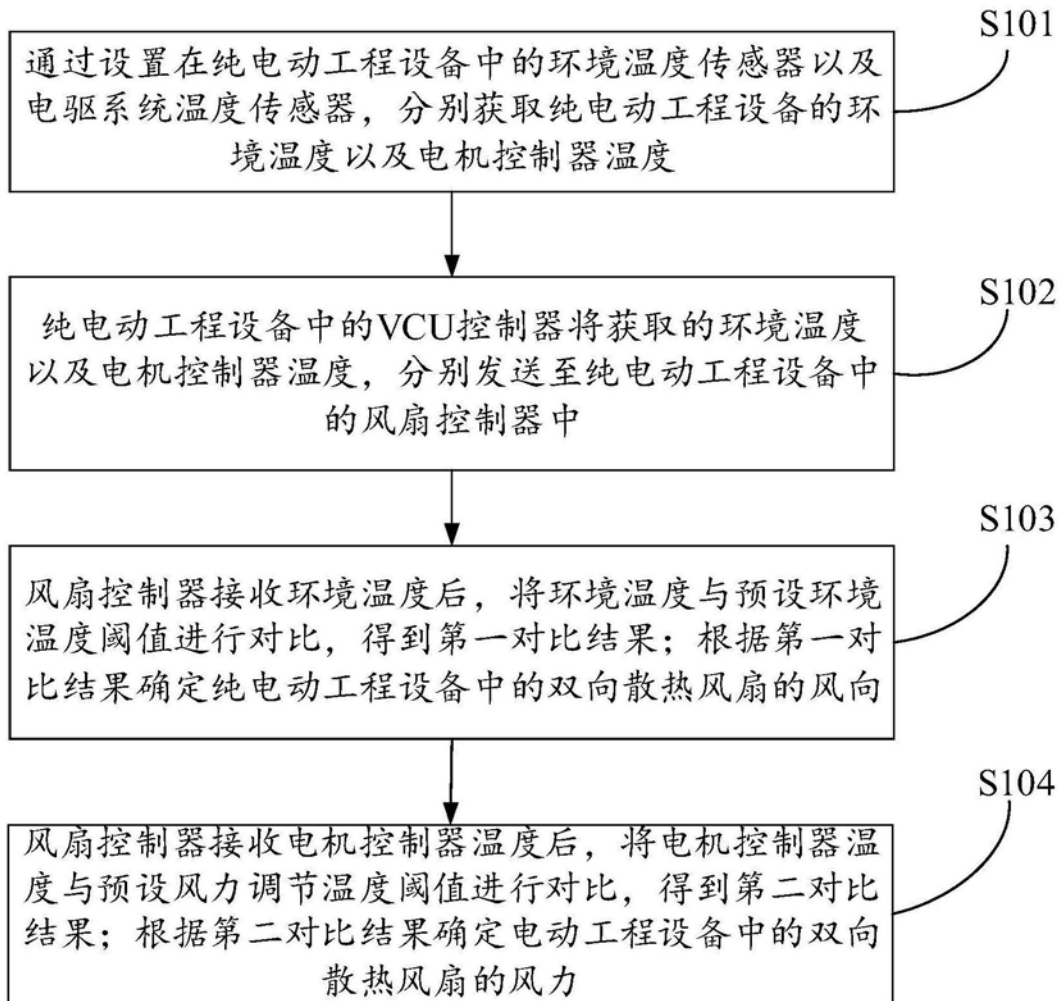 S101
通过设置在纯电动工程设备中的环境温度传感器以及
电驱系统温度传感器，分别获取纯电动工程设备的环
境温度以及电机控制器温度
S102
纯电动工程设备中的VCU控制器将获取的环境温度
以及电机控制器温度，分别发送至纯电动工程设备中
的风扇控制器中
S103
风扇控制器接收环境温度后，将环境温度与预设环境
温度阈值进行对比，得到第一对比结果；根据第一对
比结果确定纯电动工程设备中的双向散热风扇的风向
S104
风扇控制器接收电机控制器温度后，将电机控制器温
度与预设风力调节温度阈值进行对比，得到第二对比
结果；根据第二对比结果确定电动工程设备中的双向
散热风扇的风力